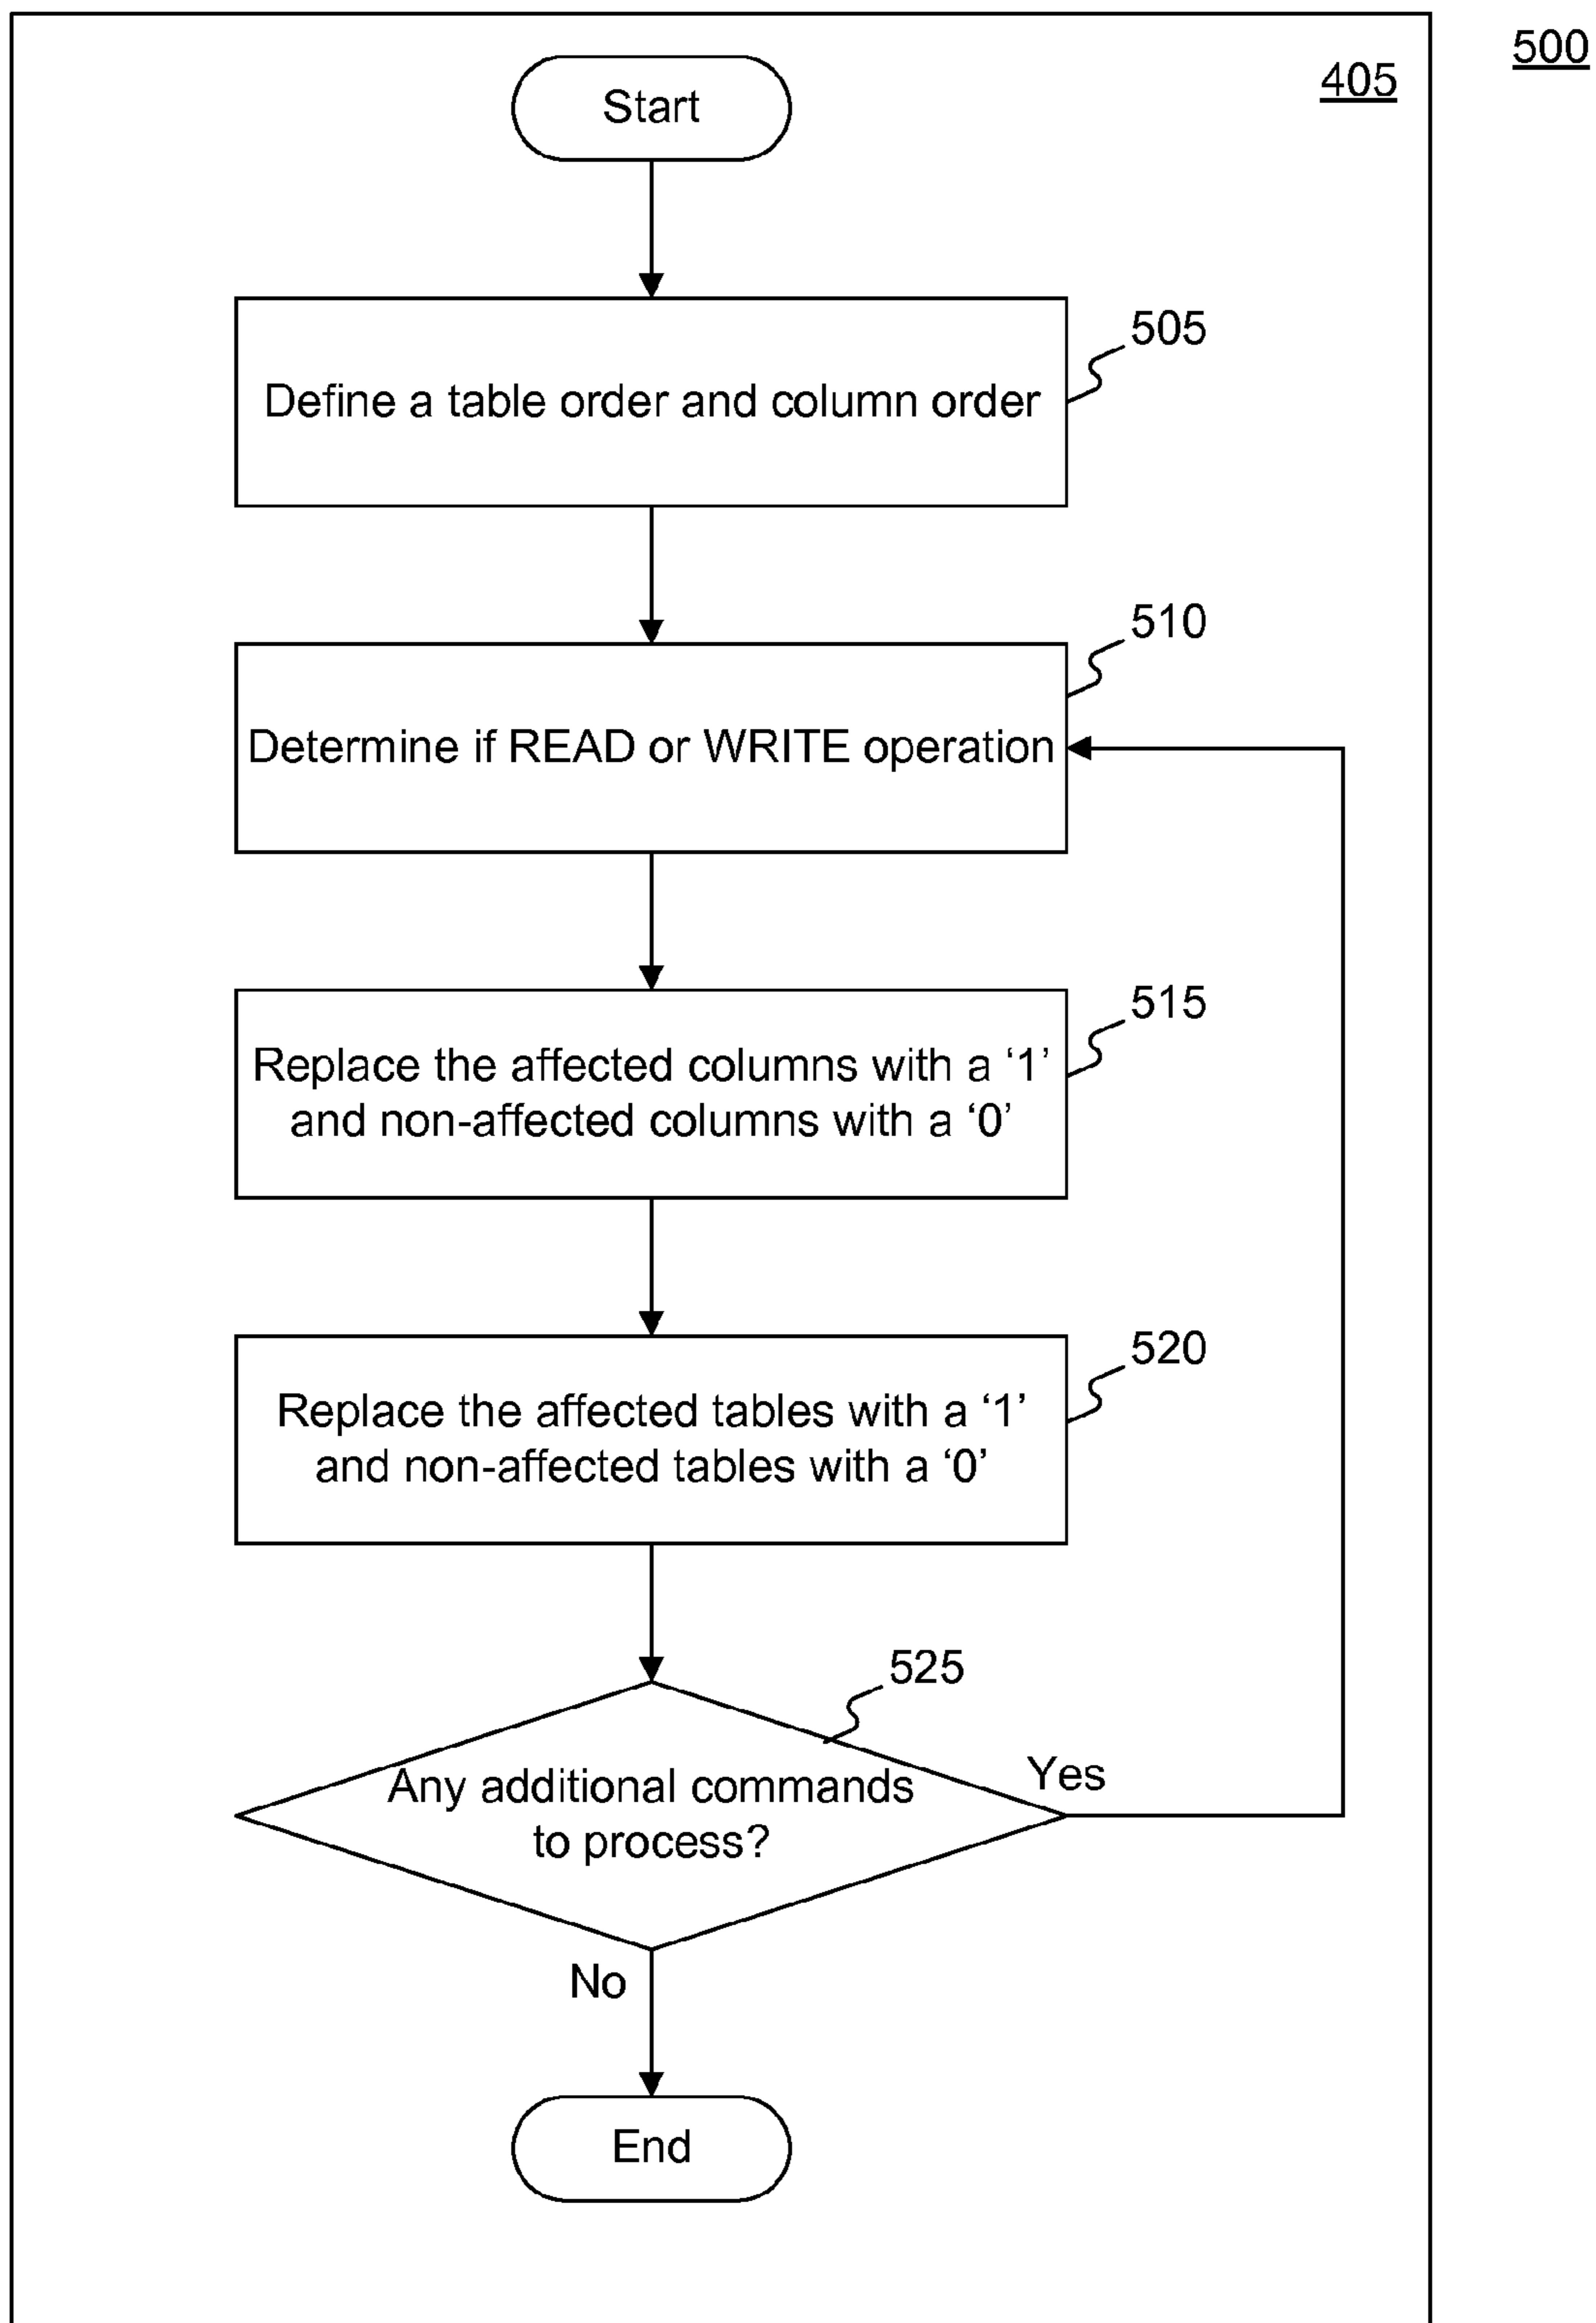 500
405
Start
505
Define a table order and column order
510
Determine if READ or WRITE operation
515
Replace the affected columns with a ‘1’
and non-affected columns with a ‘0’
520
Replace the affected tables with a ‘1’
and non-affected tables with a ‘0’
525
Any additional commands
to process?
Yes
No
End